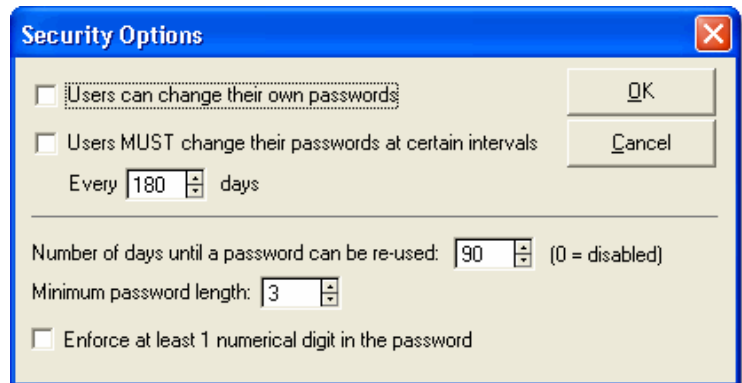 Security Options
Users can change their own passwords
OK
Users MUST change their passwords at certain intervals
Cancel
Every 180 days
Number of days until a password can be re-used: 90 (0 = disabled)
Minimum password length: 3
Enforce at least 1 numerical digit in the password